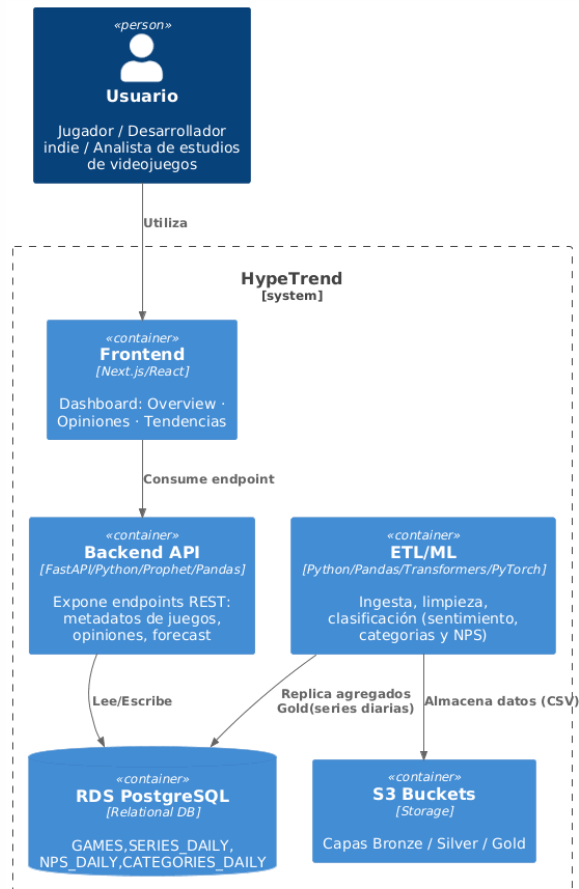 «person»
Usuario
Jugador / Desarrollador
indie / Analista de estudios
de videojuegos
Utiliza
HypeTrend
[system]
«container»
Frontend
[Next.js/React]
Dashboard: Overview ·
Opiniones · Tendencias
Consume endpoint
«container»
Backend API
[FastAPI/Python/Prophet/Pandas]
Expone endpoints REST:
metadatos de juegos,
opiniones, forecast
«container»
ETL/ML
[Python/Pandas/Transformers/PyTorch]
Ingesta, limpieza,
clasificación (sentimiento,
categorias y NPS)
Lee/Escribe
Replica agregados
Gold(series diarias)
Almacena datos (CSV)
«container»
RDS PostgreSQL
[Relational DB]
GAMES,SERIES_DAILY,
NPS_DAILY,CATEGORIES_DAILY
«container»
S3 Buckets
[Storage]
Capas Bronze / Silver / Gold